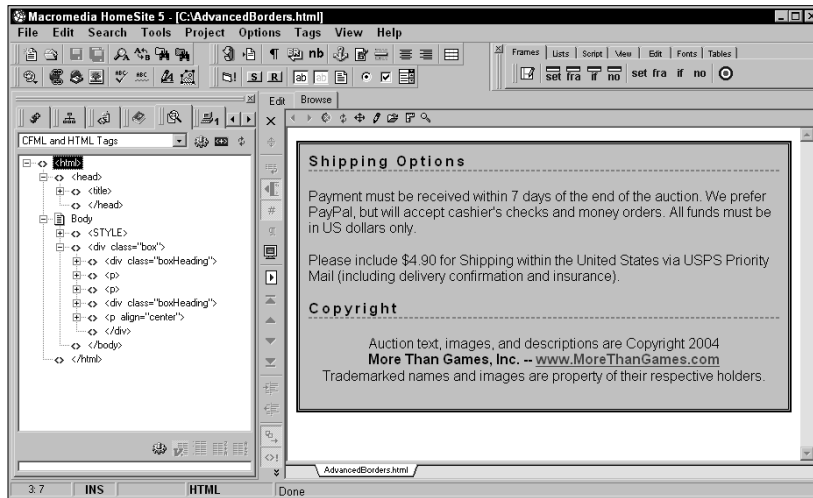 Macromedia HomeSite 5 - [C:\AdvancedBorders.html]
File Edit Search Tools Project Options Tags View Help
nb
Frames Lists Script View Edit Fonts Tables
S R ab ab
set fra if no set fra if no
Edit Browse
CFML and HTML Tags
<html>
<head>
<title>
</head>
Body
<STYLE>
<div class="box">
<div class="boxHeading">
<p>
<p>
<div class="boxHeading">
<p align="center">
</div>
</body>
</html>
Shipping Options
Payment must be received within 7 days of the end of the auction. We prefer
PayPal, but will accept cashier's checks and money orders. All funds must be
in US dollars only.
Please include $4.90 for Shipping within the United States via USPS Priority
Mail (including delivery confirmation and insurance).
Copyright
Auction text, images, and descriptions are Copyright 2004
More Than Games, Inc. -- www.MoreThanGames.com
Trademarked names and images are property of their respective holders.
AdvancedBorders.html
3: 7 INS HTML Done